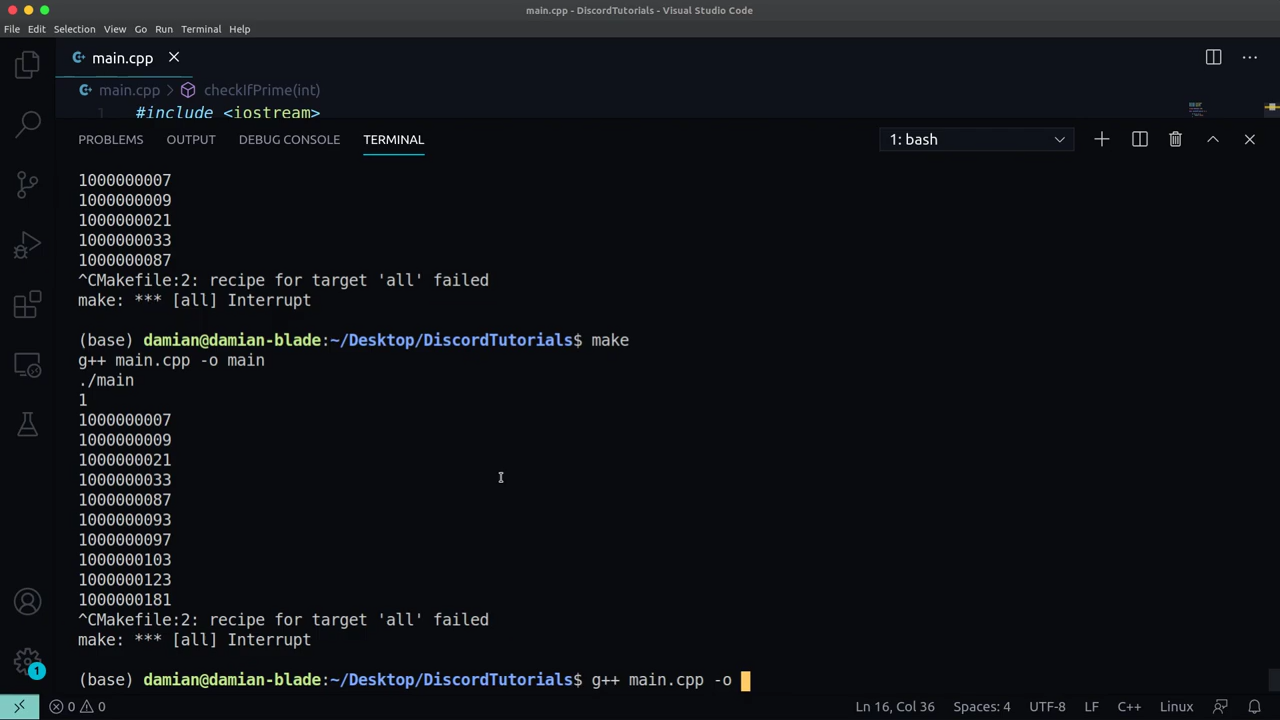 main.cpp - DiscordTutorials - Visual Studio Code
File Edit Selection View Go Run Terminal Help
main.cpp
main.cpp > checkIfPrime(int)
1 #include <iostream>
PROBLEMS OUTPUT DEBUG CONSOLE TERMINAL 1: bash
1000000007
1000000009
1000000021
1000000033
1000000087
^CMakefile:2: recipe for target 'all' failed
make: *** [all] Interrupt
(base) damian@damian-blade:~/Desktop/DiscordTutorials$ make
g++ main.cpp -o main
./main
1
1000000007
1000000009
1000000021
1000000033
1000000087
1000000093
1000000097
1000000103
1000000123
1000000181
^CMakefile:2: recipe for target 'all' failed
make: *** [all] Interrupt
(base) damian@damian-blade:~/Desktop/DiscordTutorials$ g++ main.cpp -o
1
0 0 Ln 16, Col 36 Spaces: 4 UTF-8 LF C++ Linux